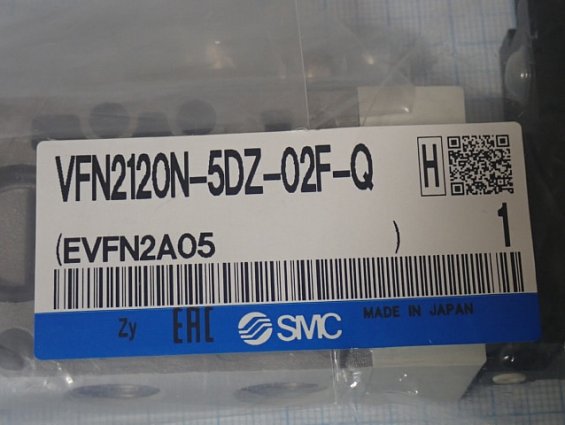 VFN2120N-5DZ-02F-Q
H
(EVFN2A05 )
1
Zy EAC SMC MADE IN JAPAN